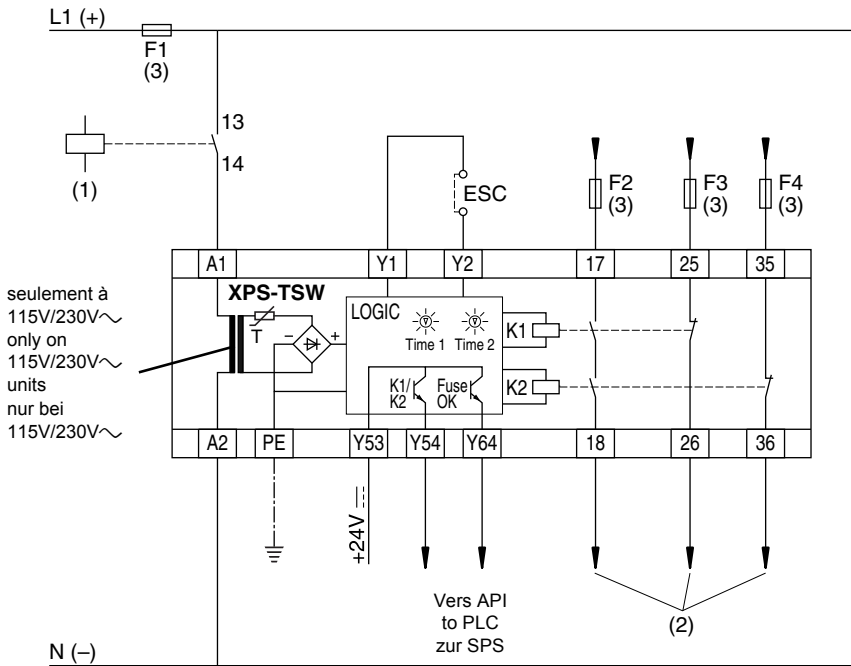 L1 (+)
F1
(3)
13
14
(1)
ESC
F2
(3)
F3
(3)
F4
(3)
A1
Y1
Y2
17
25
35
seulement à
115V/230V~
only on
115V/230V~
units
nur bei
115V/230V~
XPS-TSW
T
–
+
LOGIC
Time 1
Time 2
K1
K2
K1/
K2
Fuse
OK
A2
PE
Y53
Y54
Y64
18
26
36
+24V
Vers API
to PLC
zur SPS
(2)
N (–)